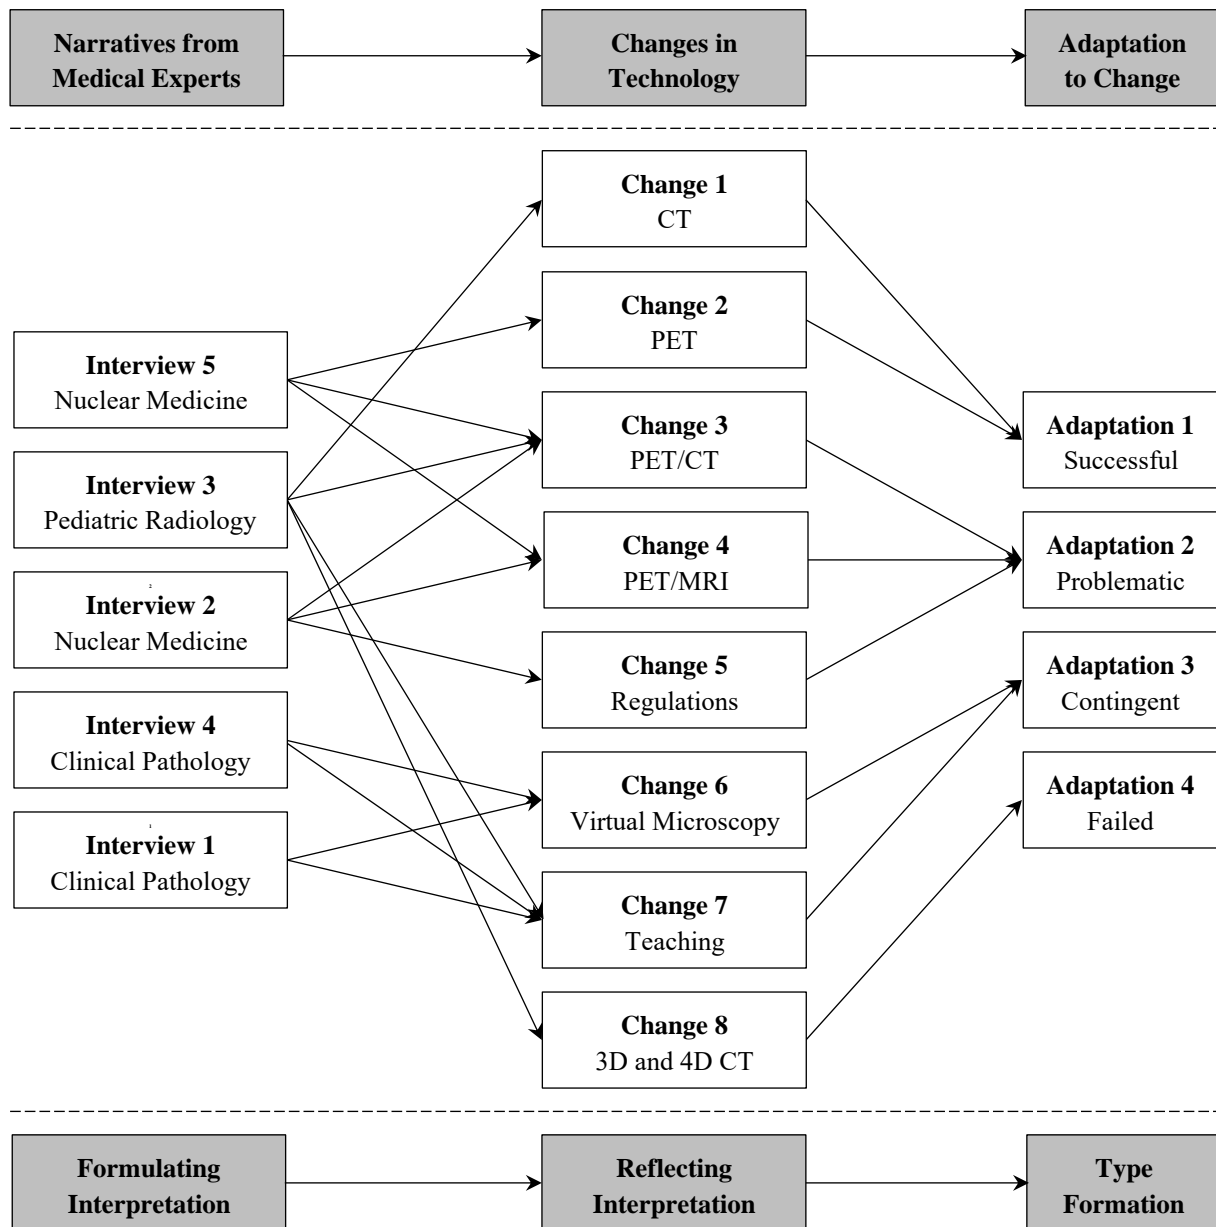 Narratives from
Medical Experts
Changes in
Technology
Adaptation
to Change
Interview 5
Nuclear Medicine
Interview 3
Pediatric Radiology
2
Interview 2
Nuclear Medicine
Interview 4
Clinical Pathology
1
Interview 1
Clinical Pathology
Change 1
CT
Change 2
PET
Change 3
PET/CT
Change 4
PET/MRI
Change 5
Regulations
Change 6
Virtual Microscopy
Change 7
Teaching
Change 8
3D and 4D CT
Adaptation 1
Successful
Adaptation 2
Problematic
Adaptation 3
Contingent
Adaptation 4
Failed
Formulating
Interpretation
Reflecting
Interpretation
Type
Formation